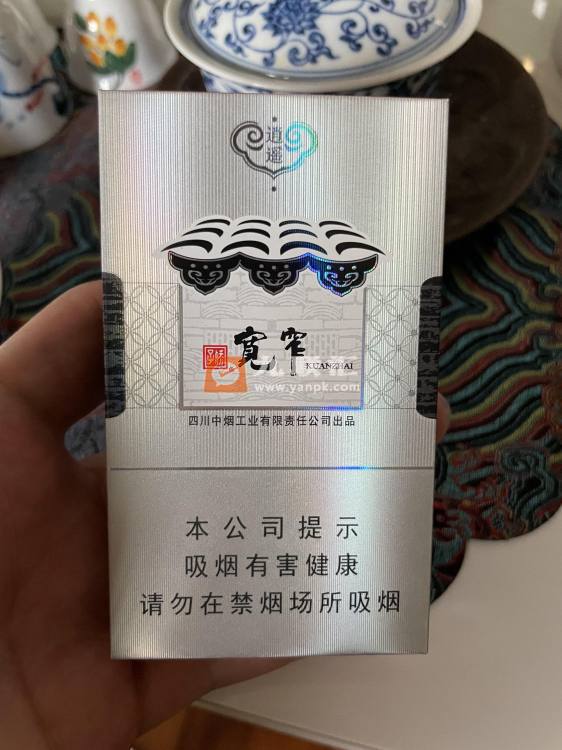 逍遥
宽窄
KUANZHAI
www.yanpk.com
四川中烟工业有限责任公司出品
本公司提示
吸烟有害健康
请勿在禁烟场所吸烟